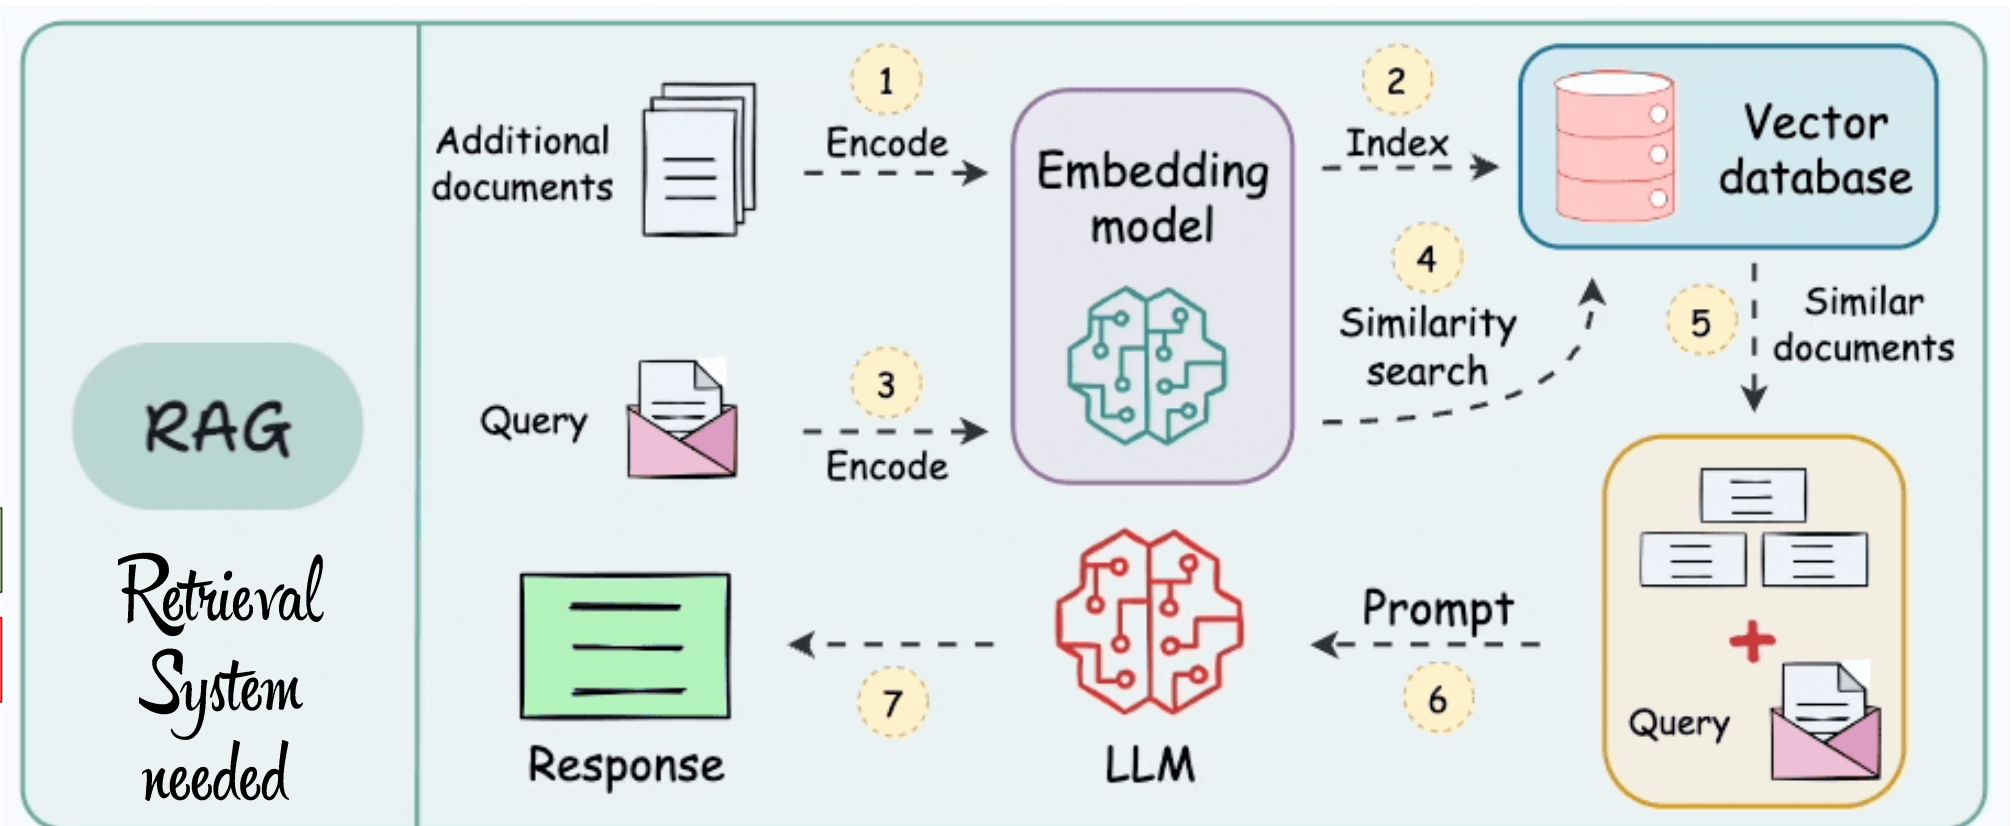 RAG
Retrieval
System
needed
Additional
documents
1
Encode
Embedding
model
2
Index
Vector
database
Query
3
Encode
4
Similarity
search
5
Similar
documents
Query
Prompt
6
LLM
7
Response